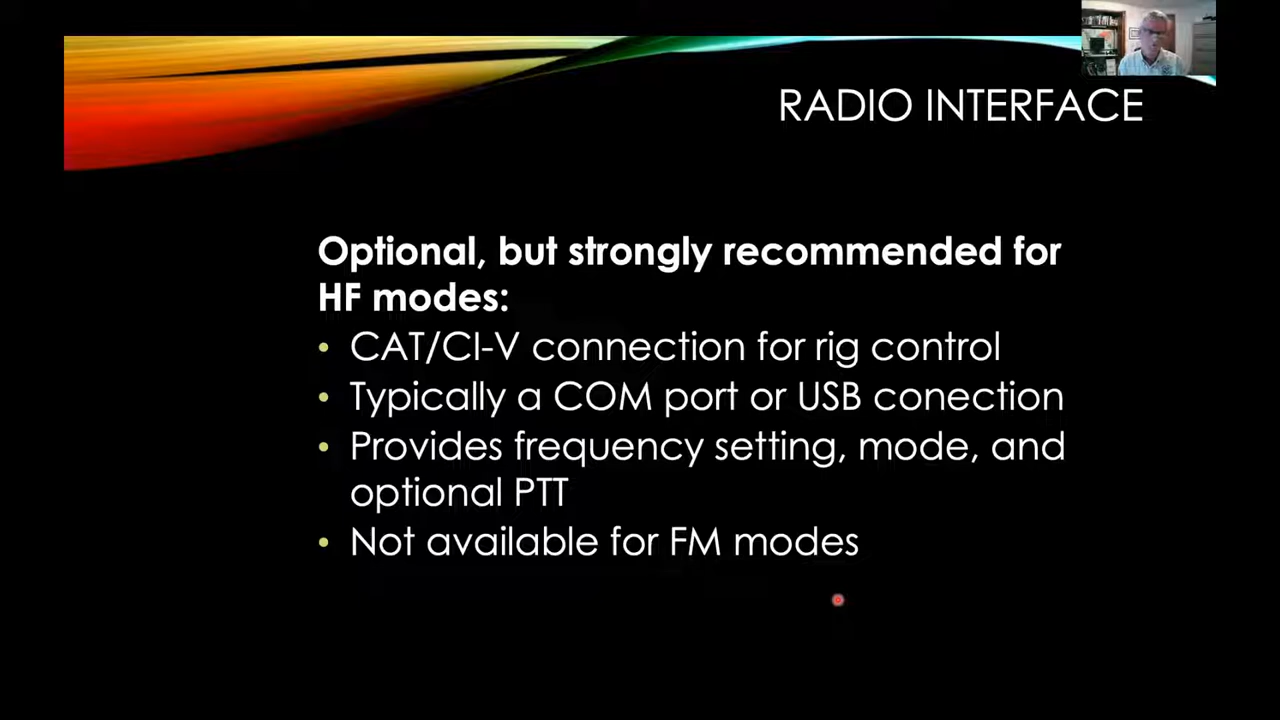 RADIO INTERFACE
Optional, but strongly recommended for
HF modes:
• CAT/CI-V connection for rig control
• Typically a COM port or USB conection
• Provides frequency setting, mode, and
optional PTT
• Not available for FM modes